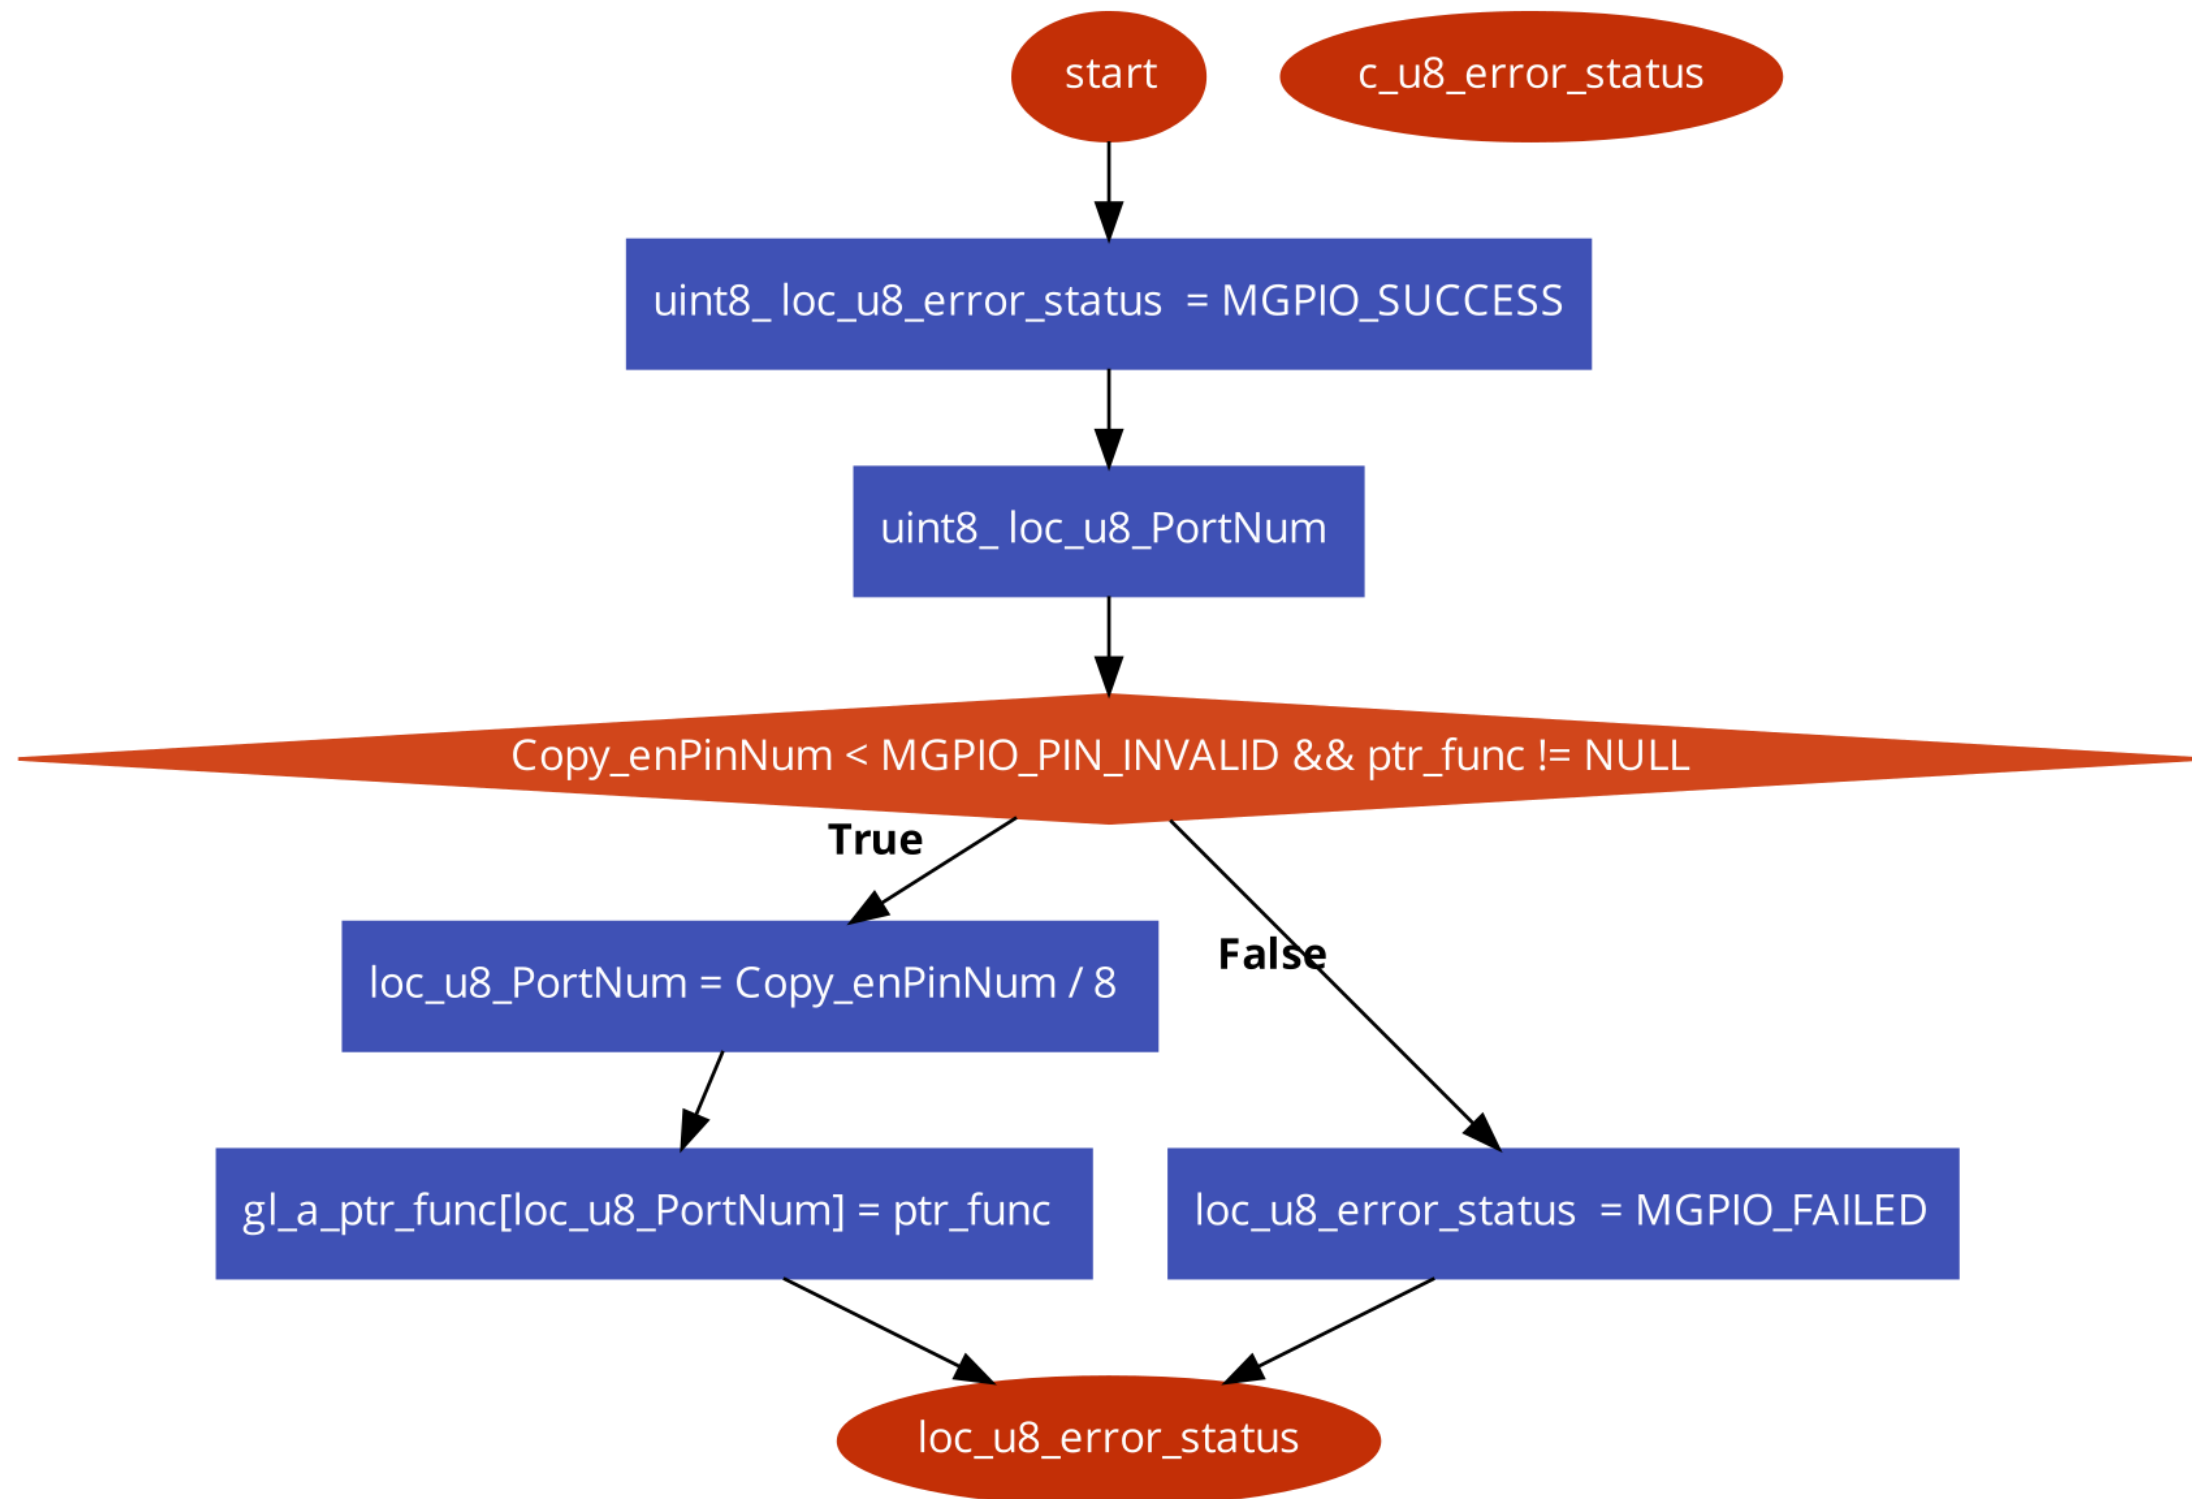 start
c_u8_error_status
uint8_ loc_u8_error_status  = MGPIO_SUCCESS
uint8_ loc_u8_PortNum
Copy_enPinNum < MGPIO_PIN_INVALID && ptr_func != NULL
True
False
loc_u8_PortNum = Copy_enPinNum / 8
gl_a_ptr_func[loc_u8_PortNum] = ptr_func
loc_u8_error_status  = MGPIO_FAILED
loc_u8_error_status